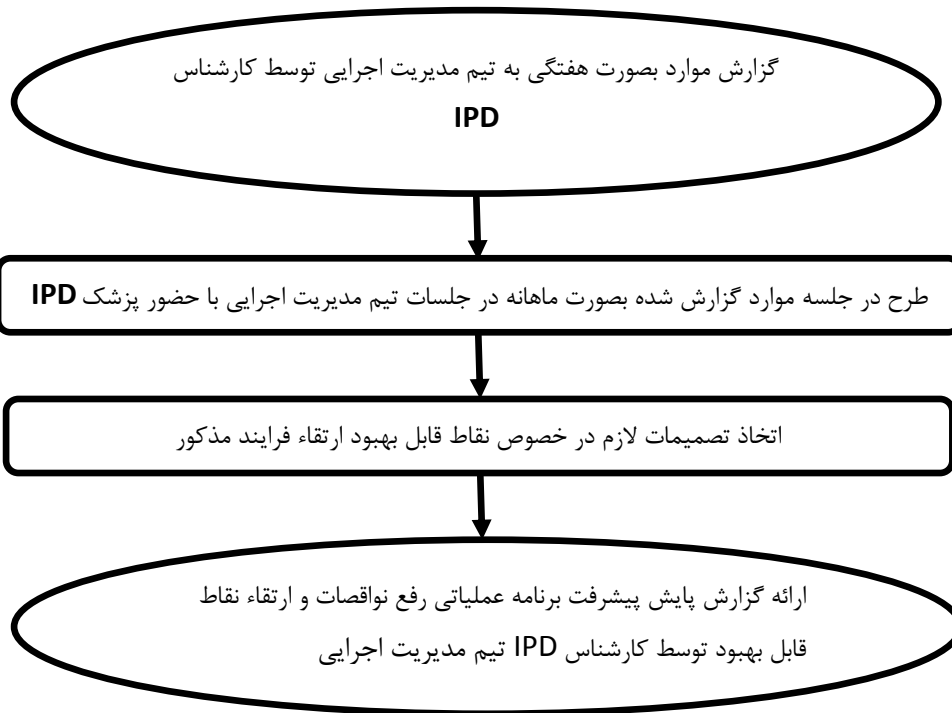 گزارش موارد بصورت هفتگی به تیم مدیریت اجرایی توسط کارشناس
IPD
طرح در جلسه موارد گزارش شده بصورت ماهانه در جلسات تیم مدیریت اجرایی با حضور پزشک IPD
اتخاذ تصمیمات لازم در خصوص نقاط قابل بهبود ارتقاء فرایند مذکور
ارائه گزارش پایش پیشرفت برنامه عملیاتی رفع نواقصات و ارتقاء نقاط
قابل بهبود توسط کارشناس IPD تیم مدیریت اجرایی